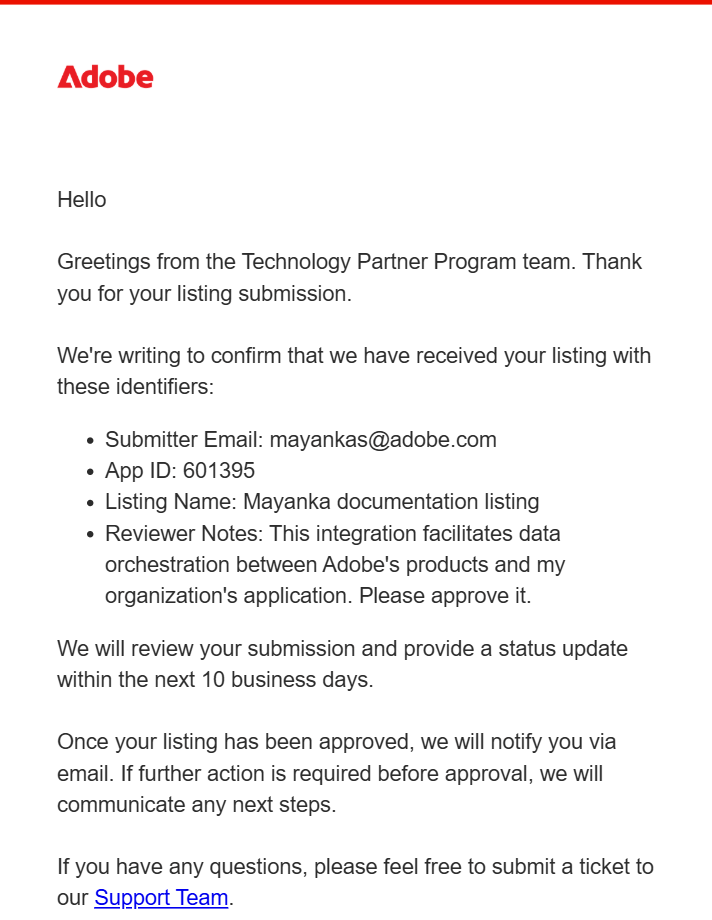 Adobe
Hello
Greetings from the Technology Partner Program team. Thank
you for your listing submission.
We're writing to confirm that we have received your listing with
these identifiers:
• Submitter Email: mayankas@adobe.com
• App ID: 601395
• Listing Name: Mayanka documentation listing
• Reviewer Notes: This integration facilitates data
orchestration between Adobe's products and my
organization's application. Please approve it.
We will review your submission and provide a status update
within the next 10 business days.
Once your listing has been approved, we will notify you via
email. If further action is required before approval, we will
communicate any next steps.
If you have any questions, please feel free to submit a ticket to
our Support Team.